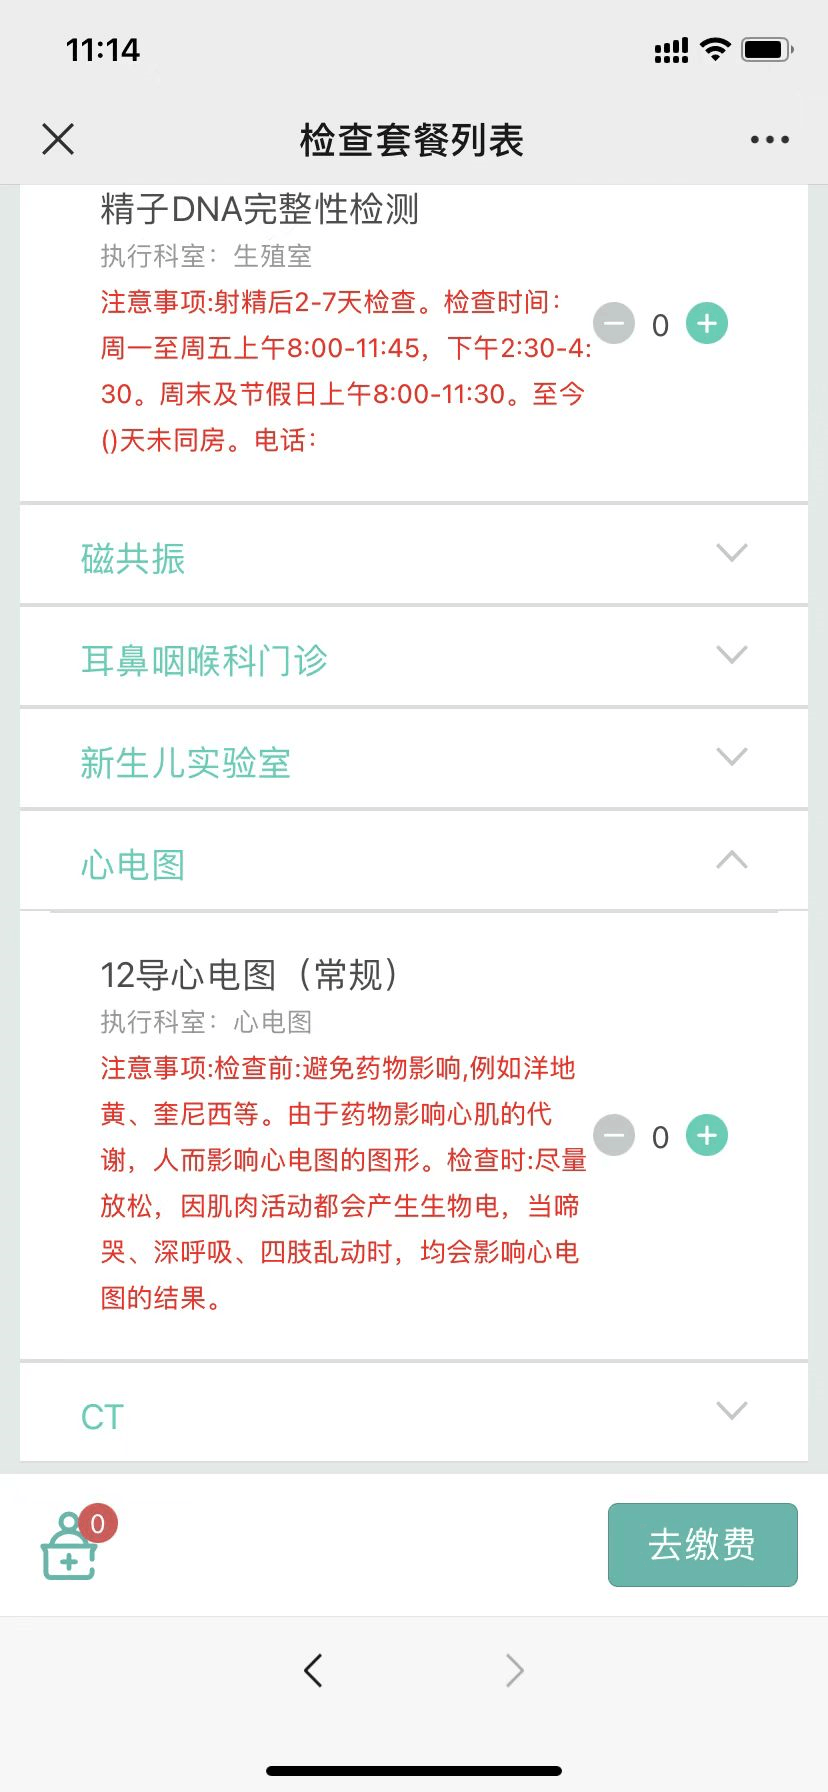 11:14
检查套餐列表
精子DNA完整性检测
执行科室：生殖室
注意事项:射精后2-7天检查。检查时间：
周一至周五上午8:00-11:45，下午2:30-4:
30。周末及节假日上午8:00-11:30。至今
()天未同房。电话：
0
磁共振
耳鼻咽喉科门诊
新生儿实验室
心电图
12导心电图（常规）
执行科室：心电图
注意事项:检查前:避免药物影响,例如洋地
黄、奎尼西等。由于药物影响心肌的代
谢，人而影响心电图的图形。检查时:尽量
放松，因肌肉活动都会产生生物电，当啼
哭、深呼吸、四肢乱动时，均会影响心电
图的结果。
0
CT
0
去缴费